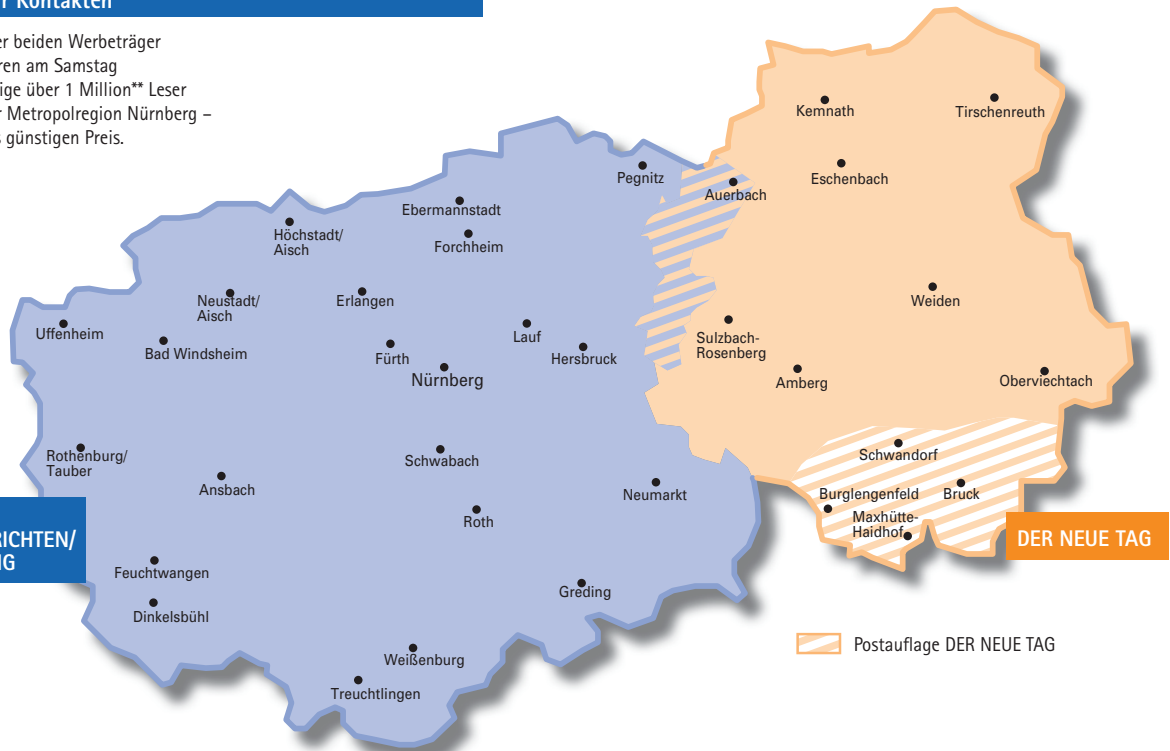 r Kontakten
er beiden Werbeträger
ren am Samstag
ige über 1 Million** Leser
r Metropolregion Nürnberg –
s günstigen Preis.
Kemnath
Tirschenreuth
Pegnitz
Eschenbach
Auerbach
Ebermannstadt
Höchstadt/
Aisch
Forchheim
Neustadt/
Aisch
Erlangen
Weiden
Uffenheim
Bad Windsheim
Lauf
Fürth
Hersbruck
Sulzbach-
Rosenberg
Nürnberg
Amberg
Oberviechtach
Rothenburg/
Tauber
Schwabach
Schwandorf
Ansbach
Neumarkt
Burglengenfeld
Bruck
Roth
Maxhütte-
Haidhof
RICHTEN/
IG
DER NEUE TAG
Feuchtwangen
Greding
Dinkelsbühl
Postauflage DER NEUE TAG
Weißenburg
Treuchtlingen